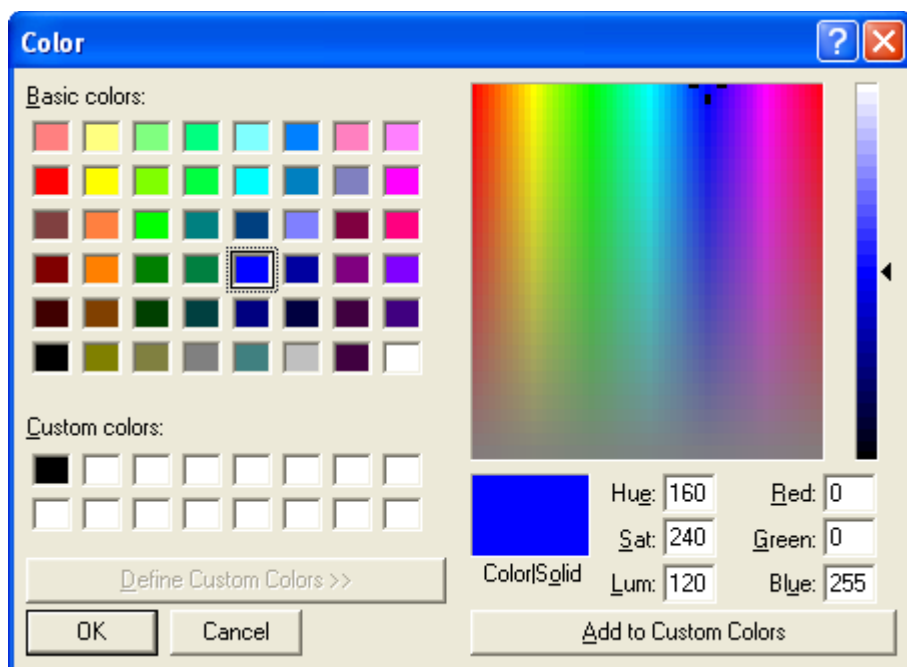 Color
Basic colors:
Custom colors:
Define Custom Colors >>
OK Cancel
Color|Solid
Hue: 160 Red: 0
Sat: 240 Green: 0
Lum: 120 Blue: 255
Add to Custom Colors